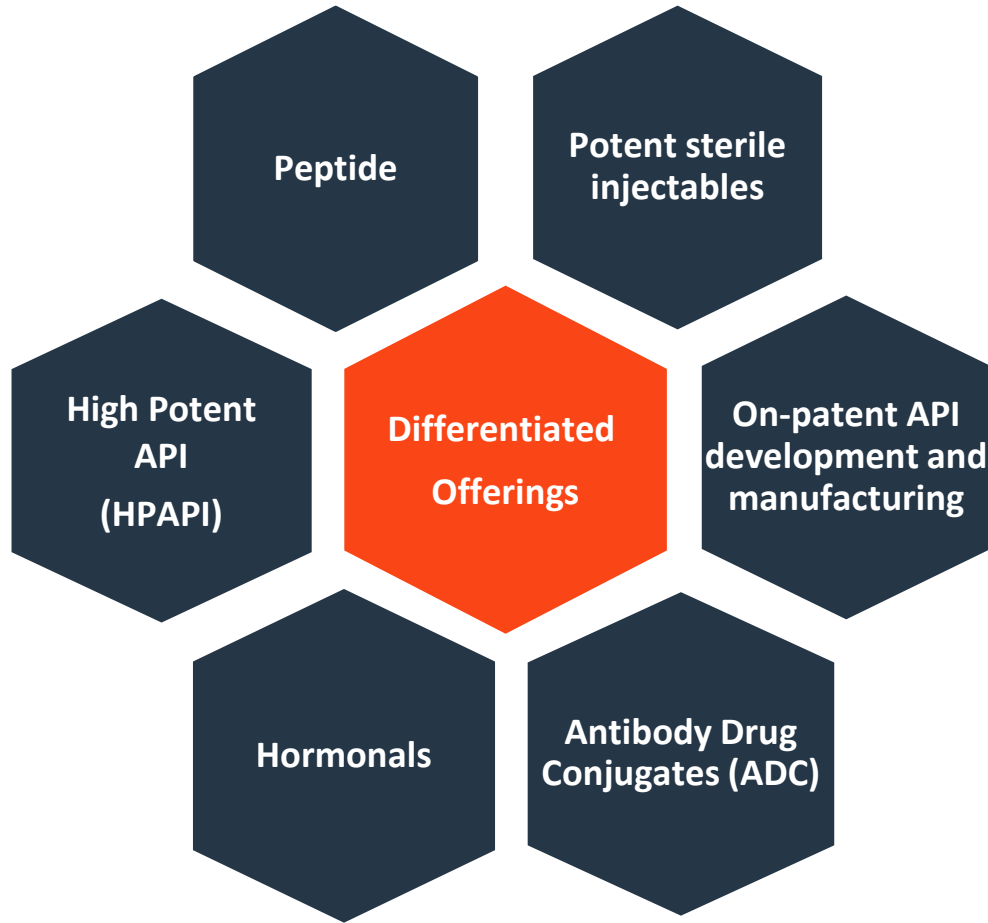 Peptide
Potent sterile
injectables
High Potent
API
(HPAPI)
Differentiated
Offerings
On-patent API
development and
manufacturing
Hormonals
Antibody Drug
Conjugates (ADC)